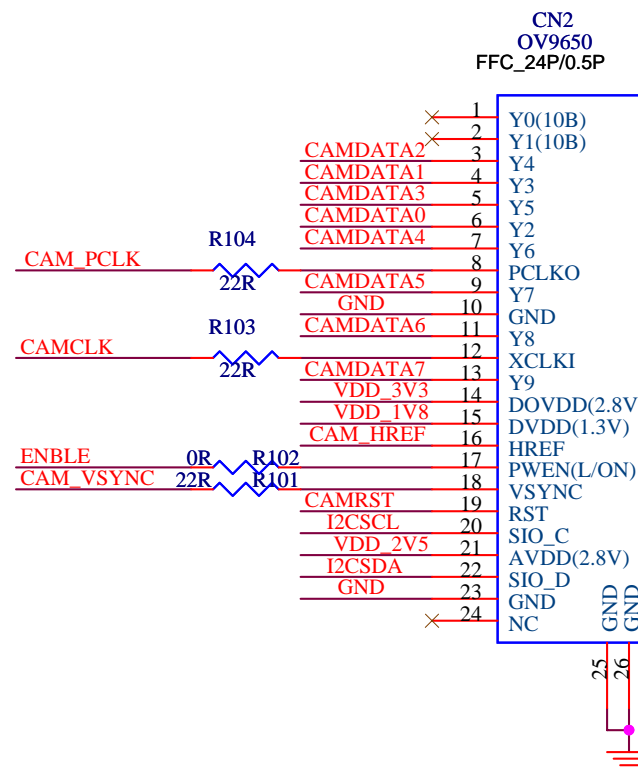 CN2
OV9650
FFC_24P/0.5P
1 Y0(10B)
2 Y1(10B)
CAMDATA2 3 Y4
CAMDATA1 4 Y3
CAMDATA3 5 Y5
CAMDATA0 6 Y2
CAMDATA4 7 Y6
R104
CAM_PCLK 22R 8 PCLKO
CAMDATA5 9 Y7
GND 10 GND
CAMDATA6 11 Y8
R103
CAMCLK 22R 12 XCLKI
CAMDATA7 13 Y9
VDD_3V3 14 DOVDD(2.8V
VDD_1V8 15 DVDD(1.3V)
CAM_HREF 16 HREF
ENBLE 0R R102 17 PWEN(L/ON)
CAM_VSYNC 22R R101 18 VSYNC
CAMRST 19 RST
I2CSCL 20 SIO_C
VDD_2V5 21 AVDD(2.8V)
I2CSDA 22 SIO_D
GND 23 GND
24 NC
GND GND
25 26